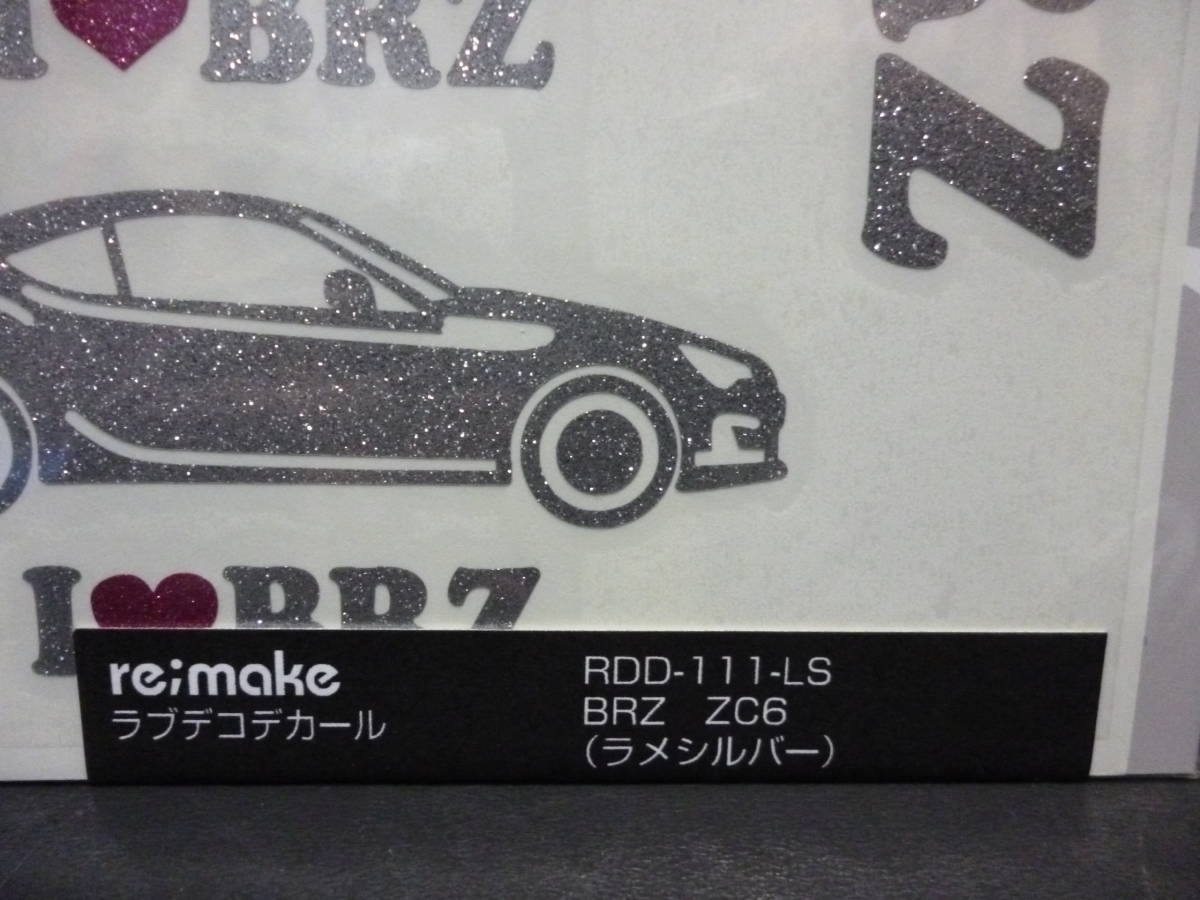 I♥BRZ
Z
I♥BRZ
re;make
ラブデコデカール
RDD-111-LS
BRZ ZC6
(ラメシルバー)